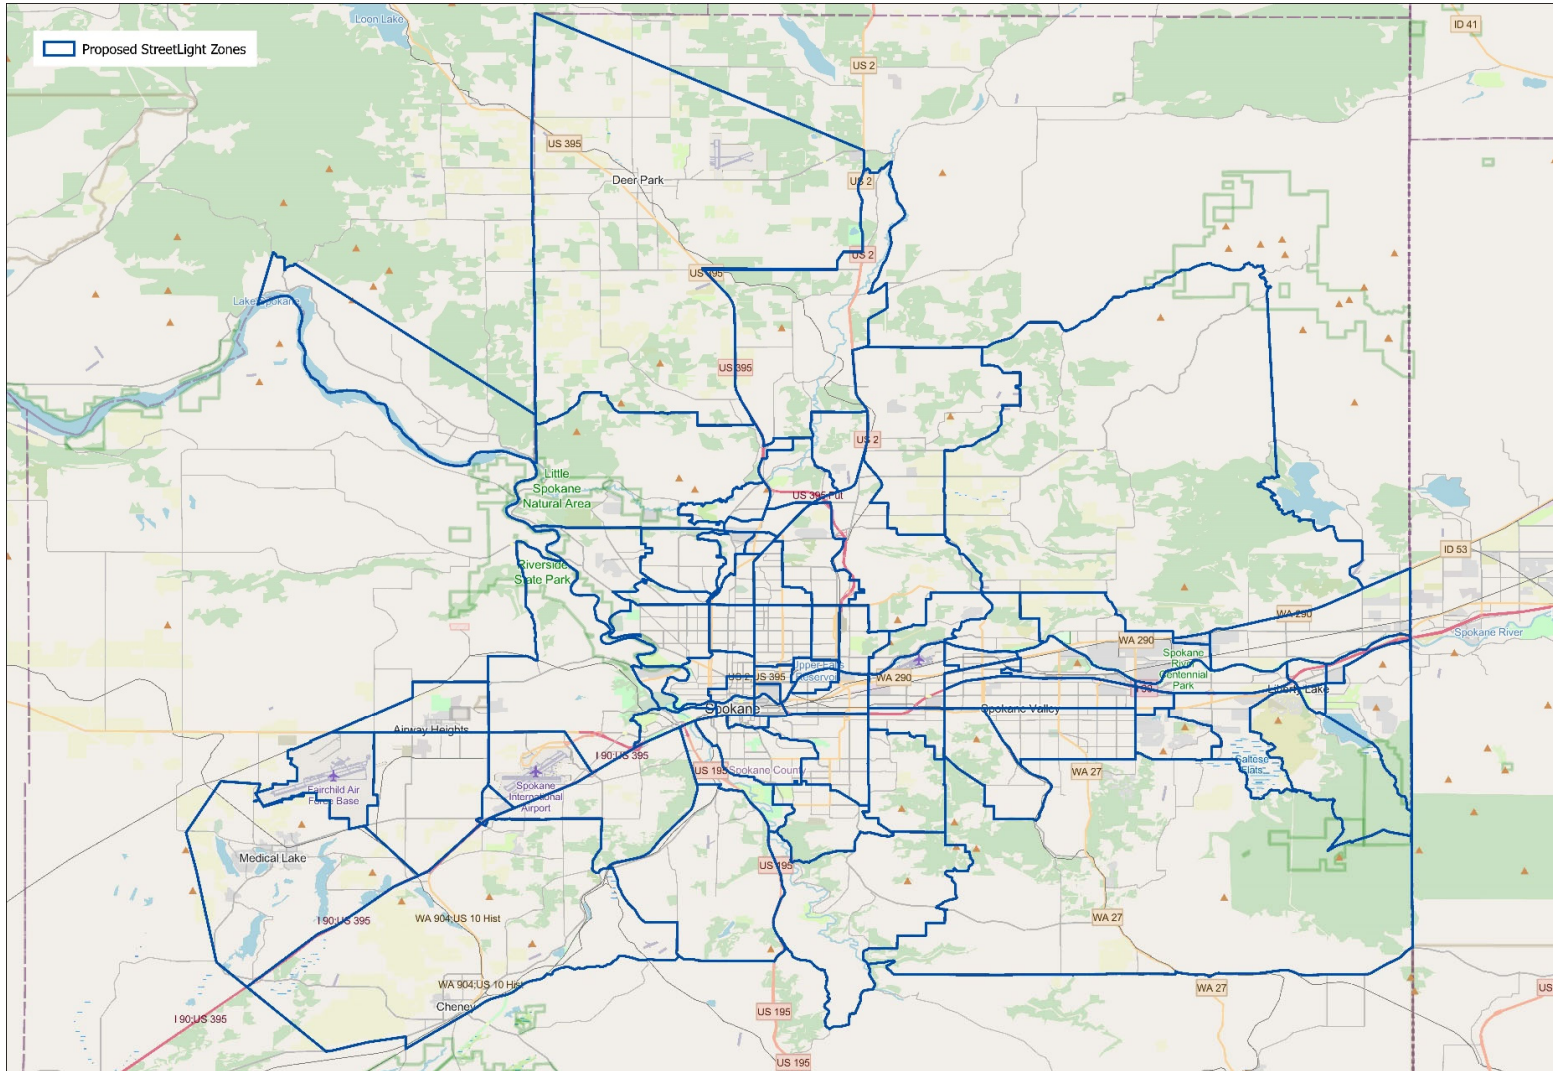 Loon Lake
ID 41
Proposed StreetLight Zones
US 2
US 395
Deer Park
US 2
US 2
US 395
Lake Spokane
US 395
US 2
Little
Spokane
Natural Area
US 395 Fut
ID 53
Riverside
State Park
WA 290
Spokane River
WA 290
Spokane
River
Centennial
Park
Upper Falls
Reservoir
US 2;US 395
WA 290
I 90
Liberty Lake
Spokane
Spokane Valley
Airway Heights
I 90;US 395
Saltese
Flats
US 195
Spokane County
WA 27
Fairchild Air
Force Base
Spokane
International
Airport
Medical Lake
US 195
I 90;US 395
WA 904;US 10 Hist
WA 27
WA 904;US 10 Hist
WA 27
US
Cheney
I 90;US 395
US 195
US 195